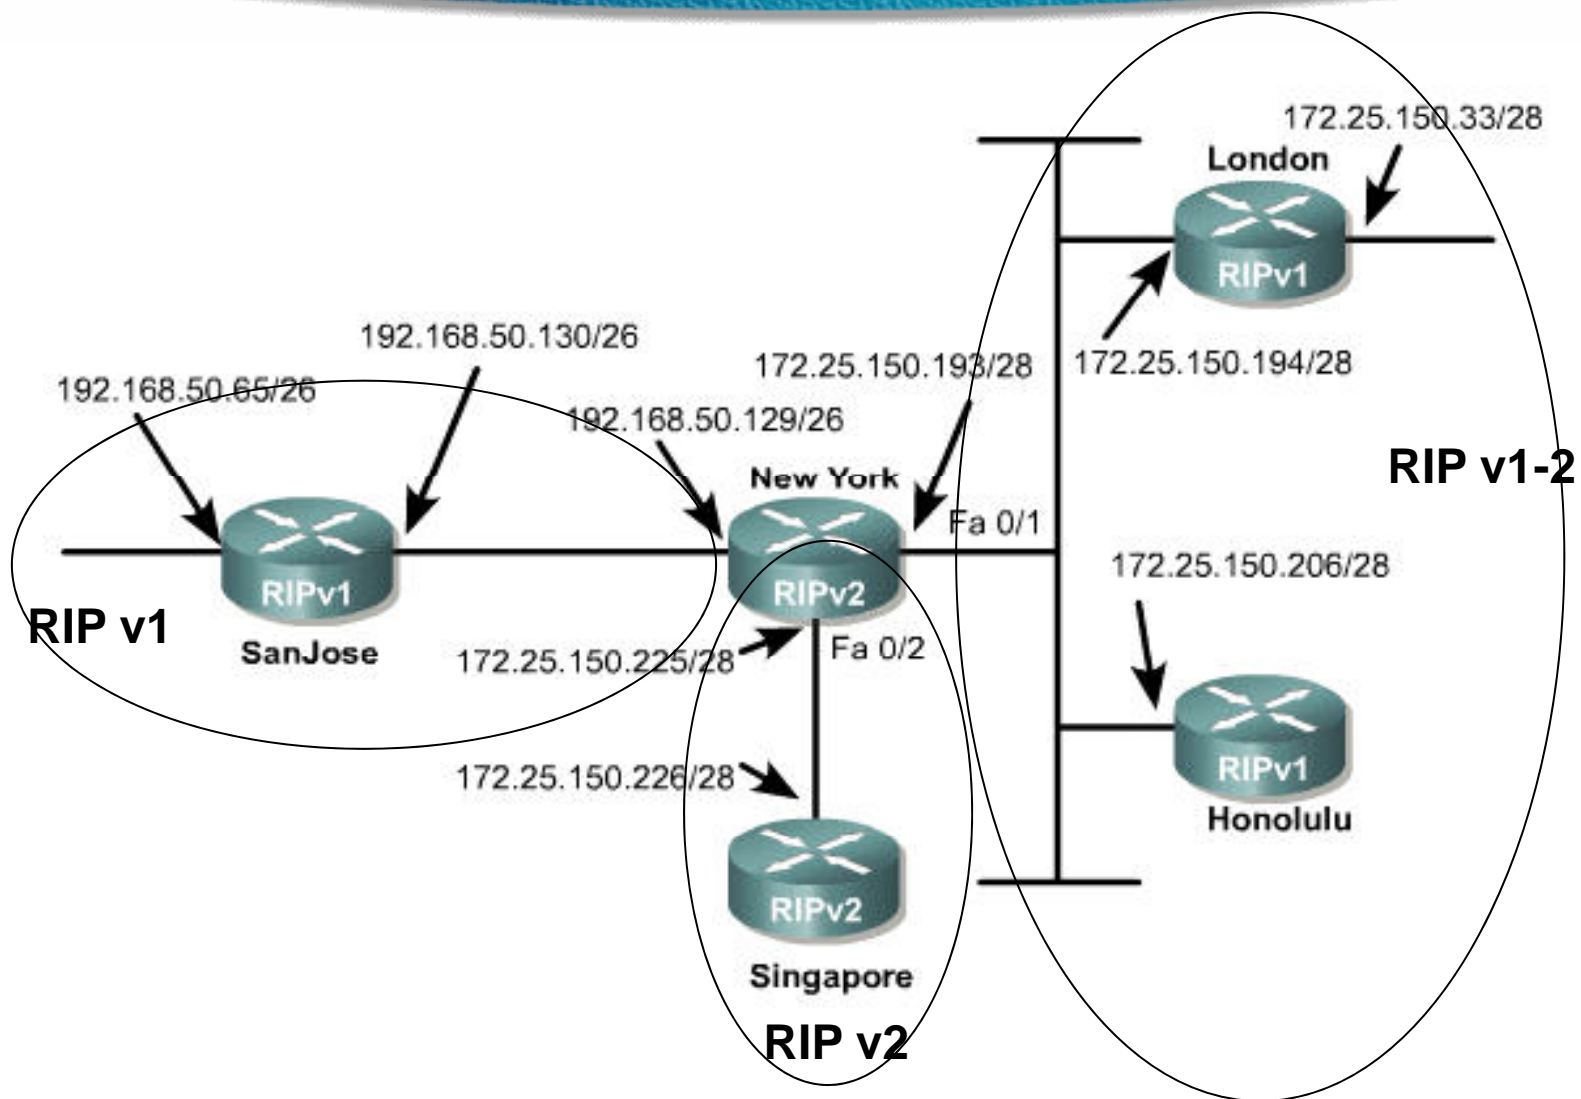 172.25.150.33/28
London
RIPv1
192.168.50.130/26
172.25.150.193/28
172.25.150.194/28
192.168.50.65/26
192.168.50.129/26
New York
RIP v1-2
Fa 0/1
172.25.150.206/28
RIPv1
RIPv2
RIP v1
SanJose
172.25.150.225/28
Fa 0/2
172.25.150.226/28
RIPv1
Honolulu
RIPv2
Singapore
RIP v2